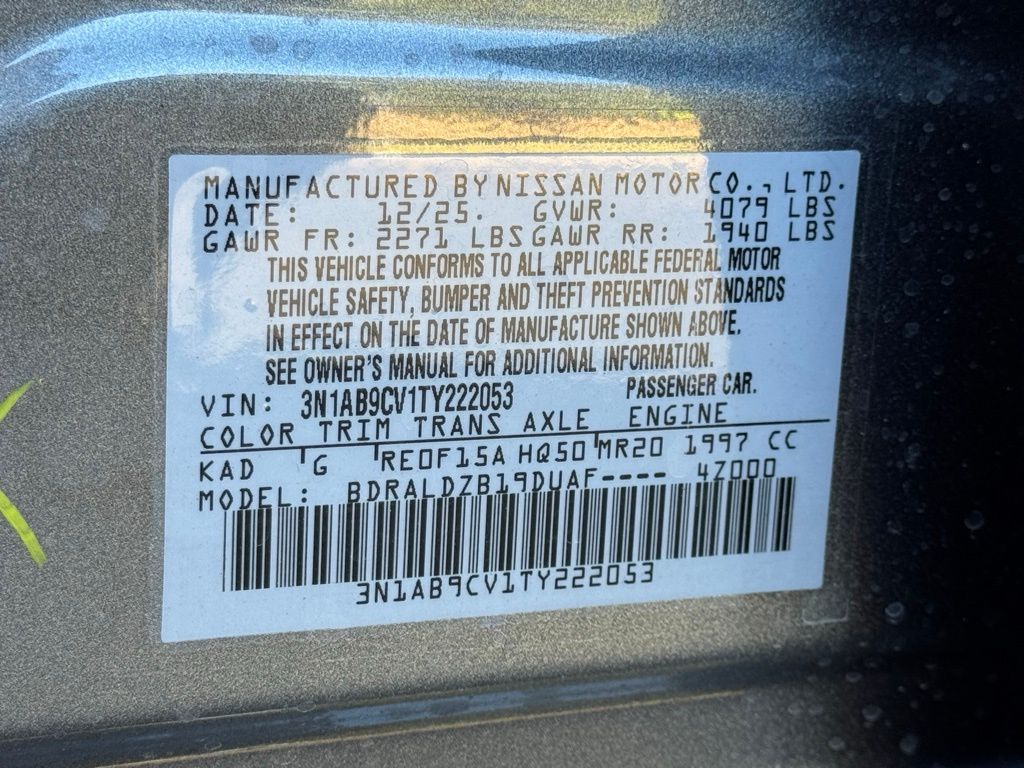 MANUFACTURED BY NISSAN MOTOR CO., LTD.
DATE: 12/25. GVWR: 4079 LBS
GAWR FR: 2271 LBS GAWR RR: 1940 LBS
THIS VEHICLE CONFORMS TO ALL APPLICABLE FEDERAL MOTOR
VEHICLE SAFETY, BUMPER AND THEFT PREVENTION STANDARDS
IN EFFECT ON THE DATE OF MANUFACTURE SHOWN ABOVE.
SEE OWNER'S MANUAL FOR ADDITIONAL INFORMATION.
VIN: 3N1AB9CV1TY222053 PASSENGER CAR.
COLOR TRIM TRANS AXLE ENGINE
KAD G RE0F15A HQ50 MR20 1997 CC
MODEL: BDRALDZB19DUAF---- 4Z000
3N1AB9CV1TY222053